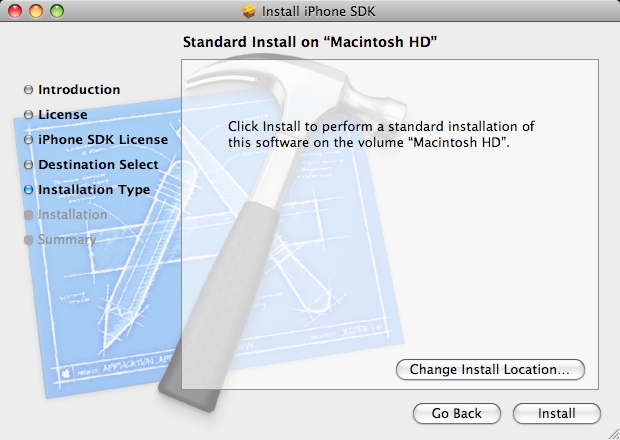 Install iPhone SDK
Standard Install on “Macintosh HD”
Introduction
License
iPhone SDK License
Destination Select
Installation Type
Installation
Summary
Click Install to perform a standard installation of
this software on the volume “Macintosh HD”.
Change Install Location...
Go Back
Install